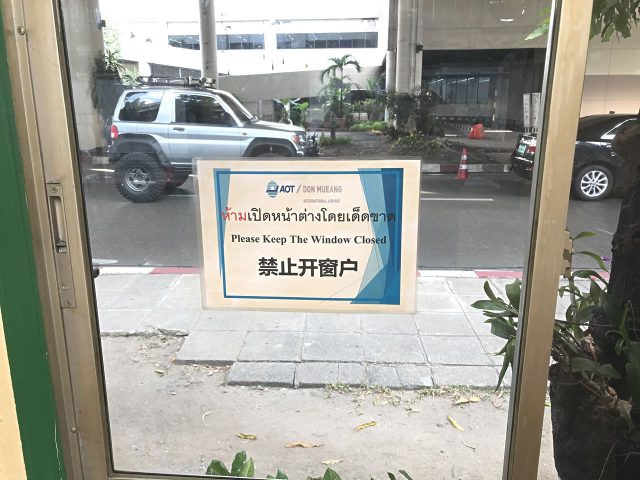 AOT / DON MUEANG
INTERNATIONAL AIRPORT
ห้ามเปิดหน้าต่างโดยเด็ดขาด
Please Keep The Window Closed
禁止开窗户